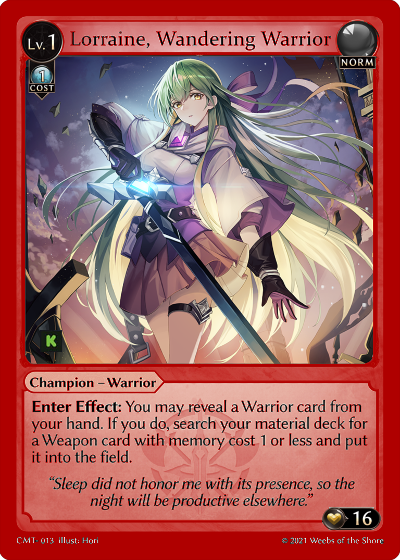 Lv.1 Lorraine, Wandering Warrior
NORM
1
COST
K
Champion – Warrior
Enter Effect: You may reveal a Warrior card from
your hand. If you do, search your material deck for
a Weapon card with memory cost 1 or less and put
it into the field.
“Sleep did not honor me with its presence, so the
night will be productive elsewhere.”
16
CMT- 013 illust: Hori
© 2021 Weebs of the Shore